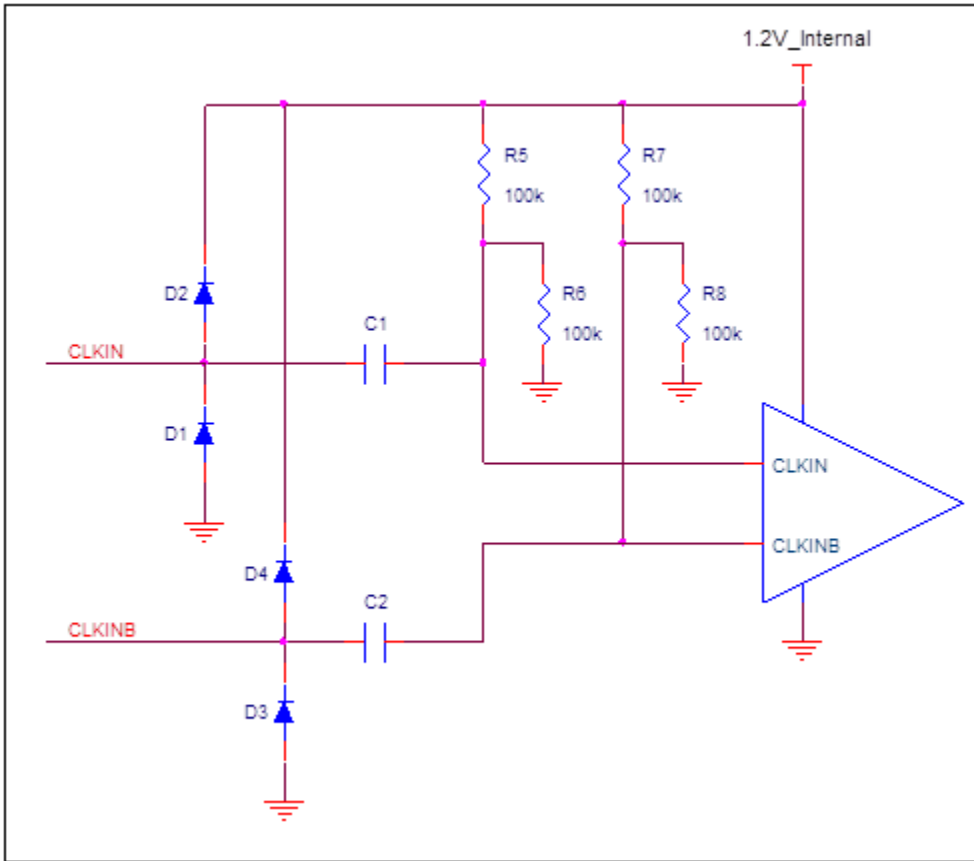 1.2V_Internal
R5
100k
R7
100k
D2
R6
100k
R8
100k
C1
CLKIN
D1
CLKIN
CLKINB
D4
C2
CLKINB
D3